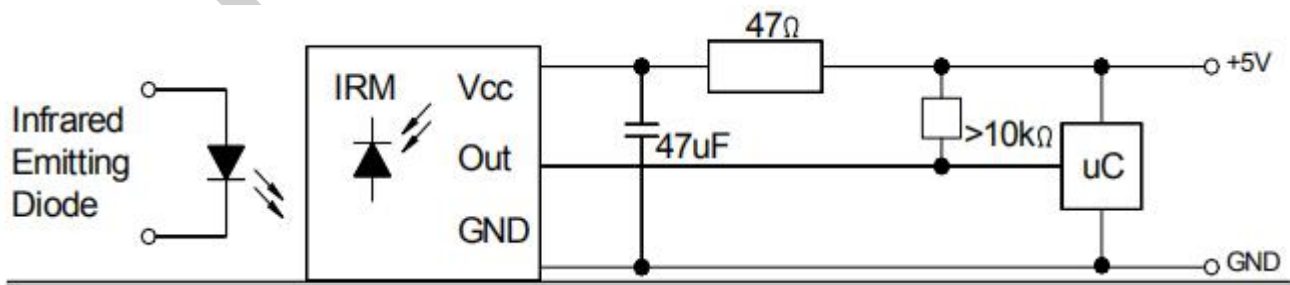 47Ω
+5V
IRM
Vcc
Infrared
Emitting
Diode
47uF
>10kΩ
Out
uC
GND
GND